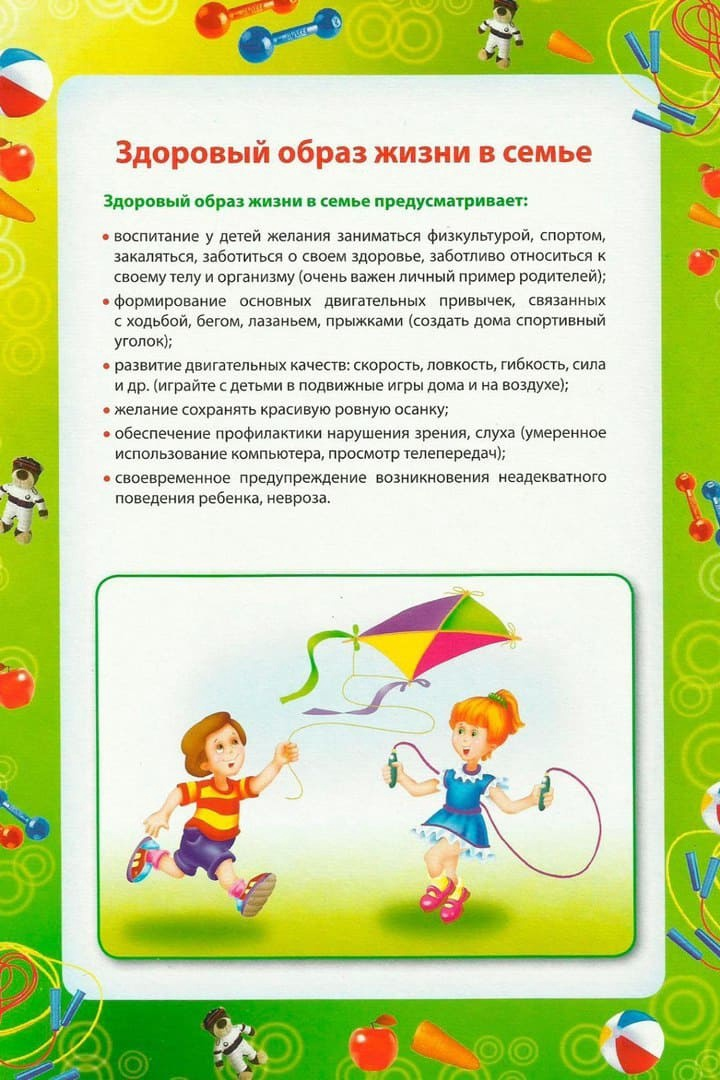 Здоровый образ жизни в семье
Здоровый образ жизни в семье предусматривает:
• воспитание у детей желания заниматься физкультурой, спортом,
закаляться, заботиться о своем здоровье, заботливо относиться к
своему телу и организму (очень важен личный пример родителей);
• формирование основных двигательных привычек, связанных
с ходьбой, бегом, лазаньем, прыжками (создать дома спортивный
уголок);
• развитие двигательных качеств: скорость, ловкость, гибкость, сила
и др. (играйте с детьми в подвижные игры дома и на воздухе);
• желание сохранять красивую ровную осанку;
• обеспечение профилактики нарушения зрения, слуха (умеренное
использование компьютера, просмотр телепередач);
• своевременное предупреждение возникновения неадекватного
поведения ребенка, невроза.